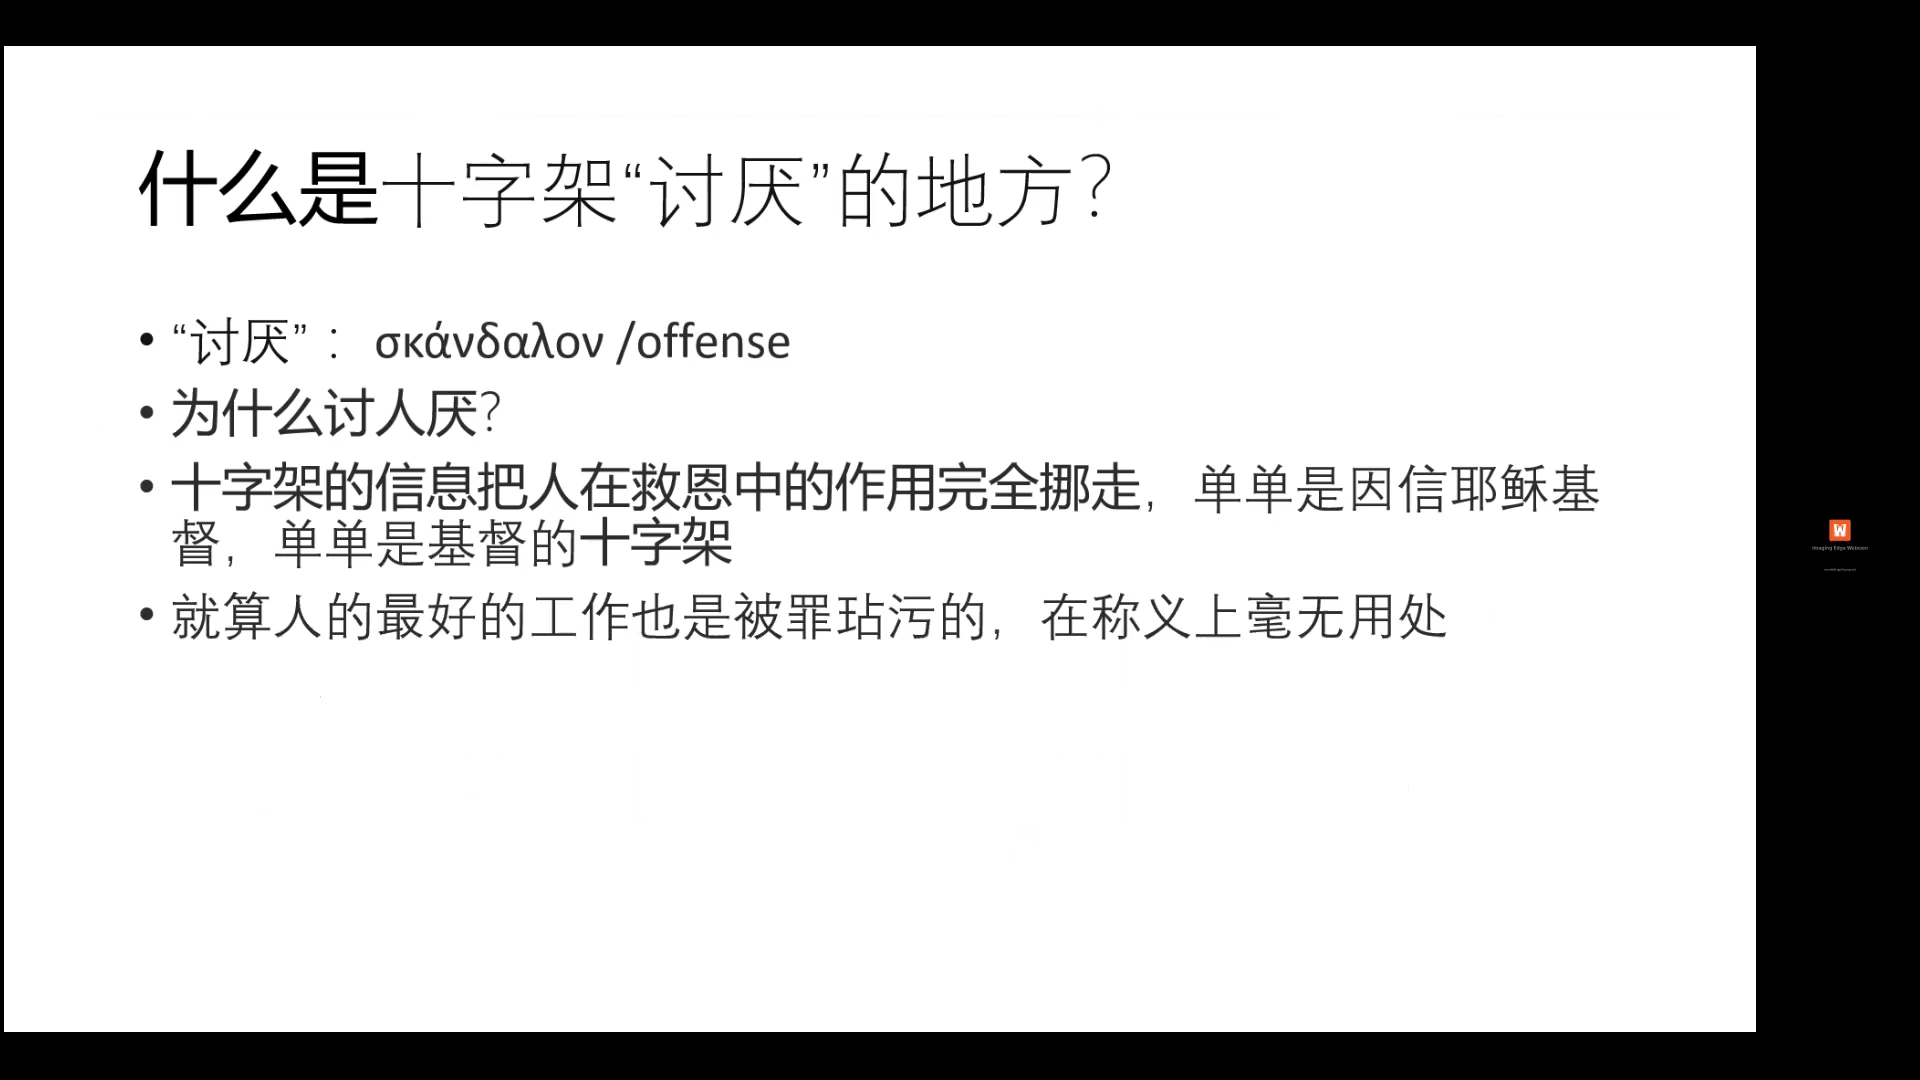 什么是十字架“讨厌”的地方?
• “讨厌”： σκάνδαλον /offense
• 为什么讨人厌?
• 十字架的信息把人在救恩中的作用完全挪走，单单是因信耶稣基
督，单单是基督的十字架
• 就算人的最好的工作也是被罪玷污的，在称义上毫无用处
Imaging Edge Webcam